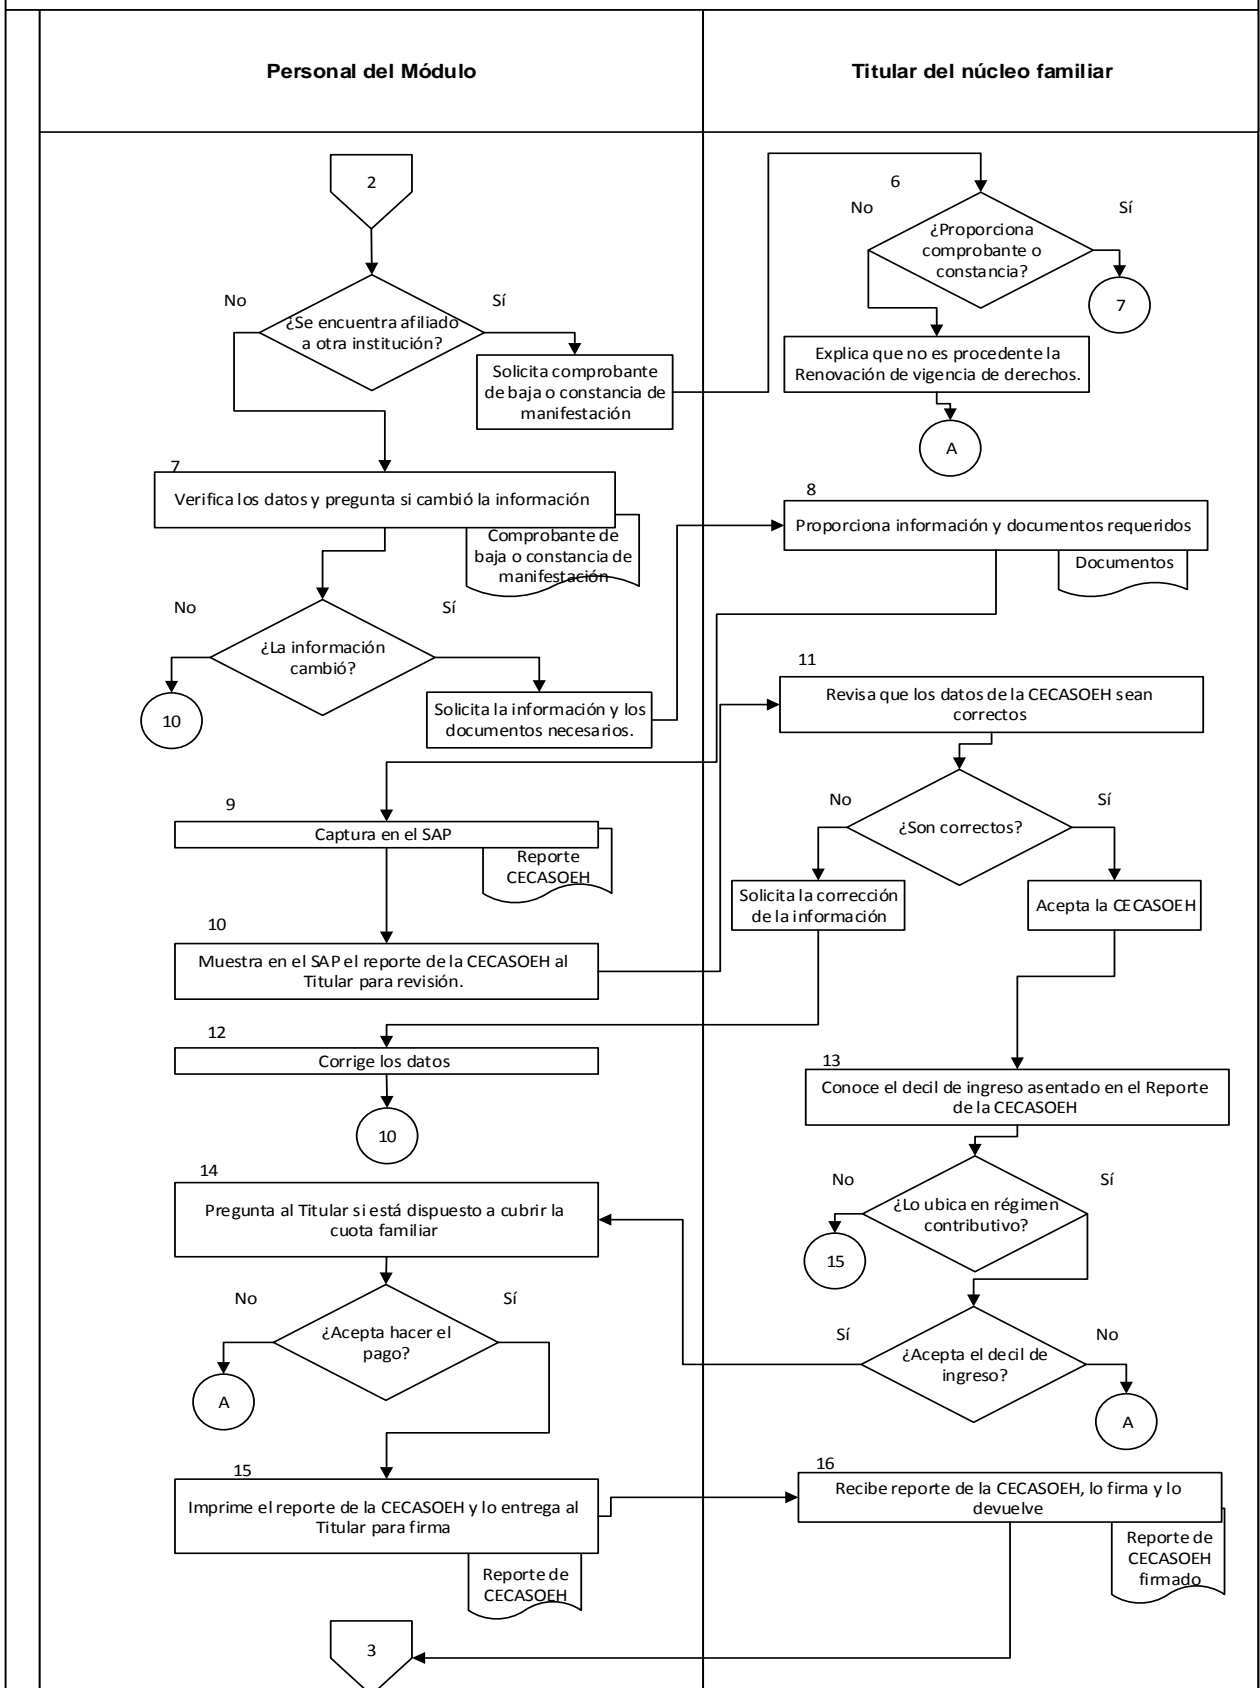 Personal del Módulo
Titular del núcleo familiar
2
6
No
Sí
¿Proporciona
comprobante o
constancia?
7
No
Sí
¿Se encuentra afiliado
a otra institución?
Solicita comprobante
de baja o constancia de
manifestación
Explica que no es procedente la
Renovación de vigencia de derechos.
A
7
Verifica los datos y pregunta si cambió la información
Comprobante de
baja o constancia de
manifestación
8
Proporciona información y documentos requeridos
Documentos
No
Sí
¿La información
cambió?
10
Solicita la información y los
documentos necesarios.
11
Revisa que los datos de la CECASOEH sean
correctos
No
Sí
¿Son correctos?
9
Captura en el SAP
Reporte
CECASOEH
Solicita la corrección
de la información
Acepta la CECASOEH
10
Muestra en el SAP el reporte de la CECASOEH al
Titular para revisión.
12
Corrige los datos
10
13
Conoce el decil de ingreso asentado en el Reporte
de la CECASOEH
No
Sí
¿Lo ubica en régimen
contributivo?
15
14
Pregunta al Titular si está dispuesto a cubrir la
cuota familiar
No
Sí
¿Acepta hacer el
pago?
A
Sí
No
¿Acepta el decil de
ingreso?
A
15
Imprime el reporte de la CECASOEH y lo entrega al
Titular para firma
Reporte de
CECASOEH
16
Recibe reporte de la CECASOEH, lo firma y lo
devuelve
Reporte de
CECASOEH
firmado
3